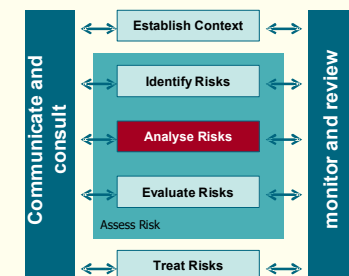 Communicate and
consult
Establish Context
Identify Risks
Analyse Risks
Evaluate Risks
Assess Risk
Treat Risks
monitor and review